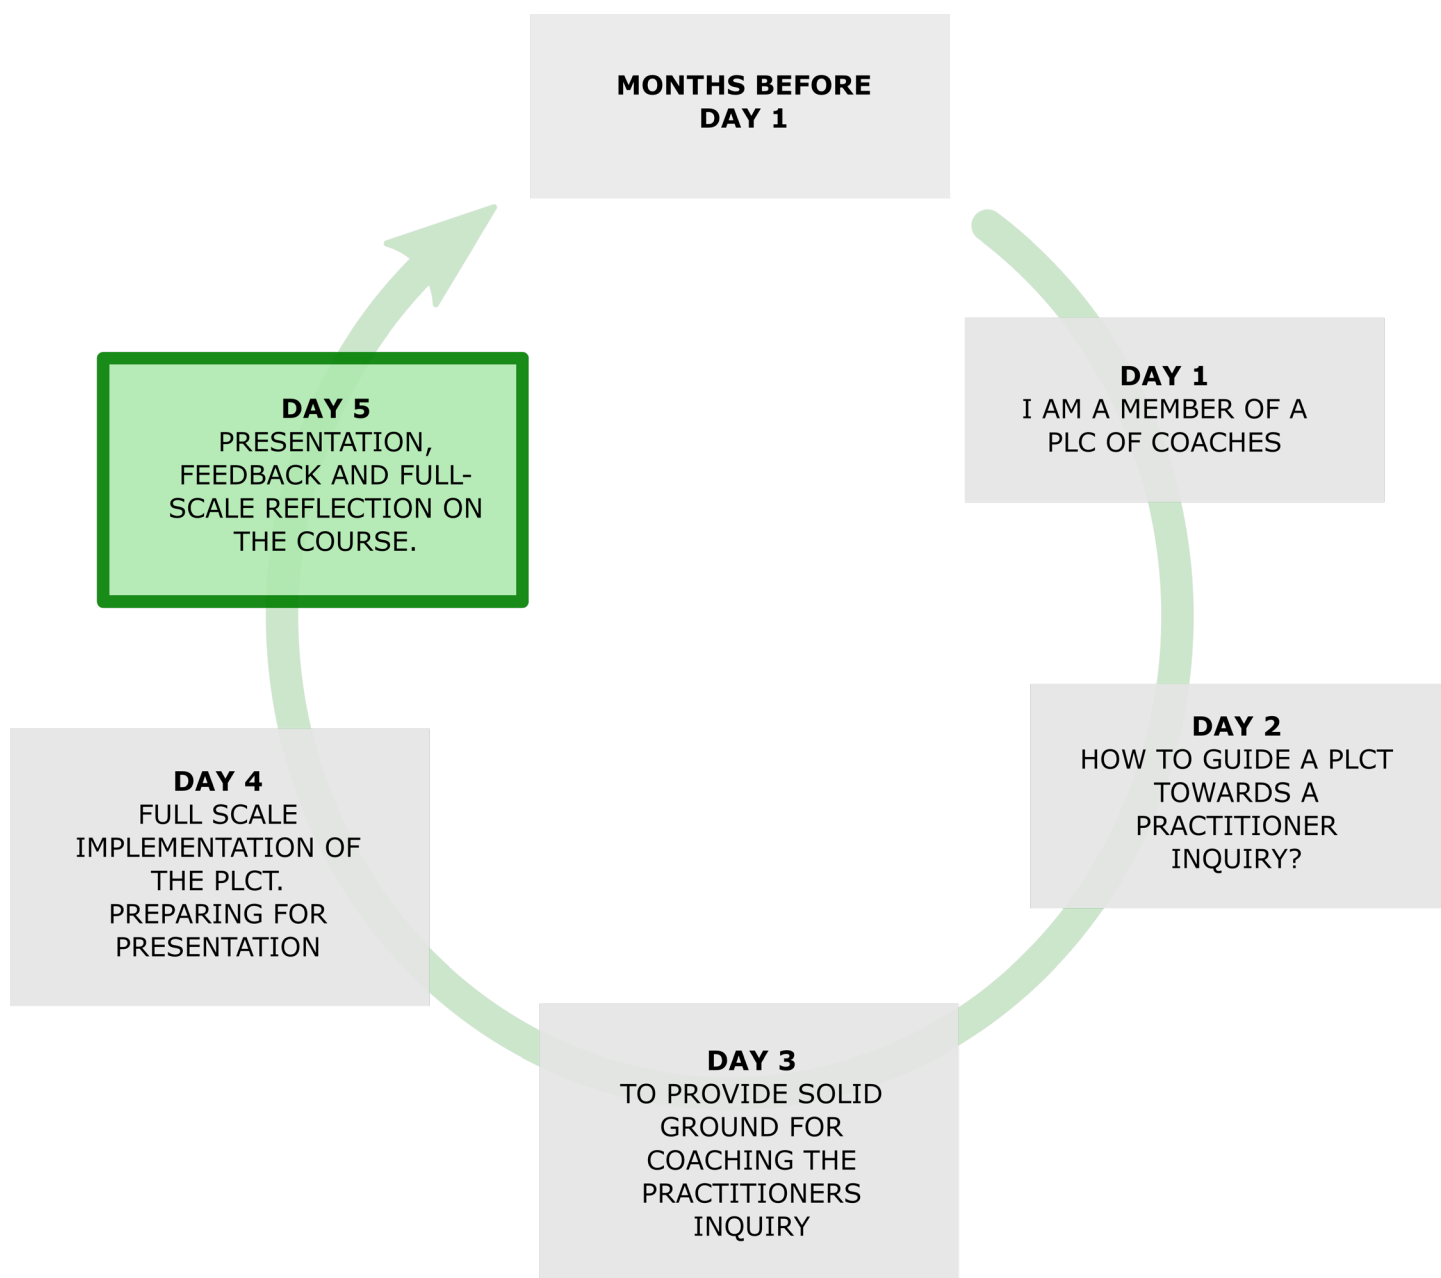 MONTHS BEFORE
DAY 1
DAY 1
I AM A MEMBER OF A
PLC OF COACHES
DAY 2
HOW TO GUIDE A PLCT
TOWARDS A
PRACTITIONER
INQUIRY?
DAY 3
TO PROVIDE SOLID
GROUND FOR
COACHING THE
PRACTITIONERS
INQUIRY
DAY 4
FULL SCALE
IMPLEMENTATION OF
THE PLCT.
PREPARING FOR
PRESENTATION
DAY 5
PRESENTATION,
FEEDBACK AND FULL-
SCALE REFLECTION ON
THE COURSE.